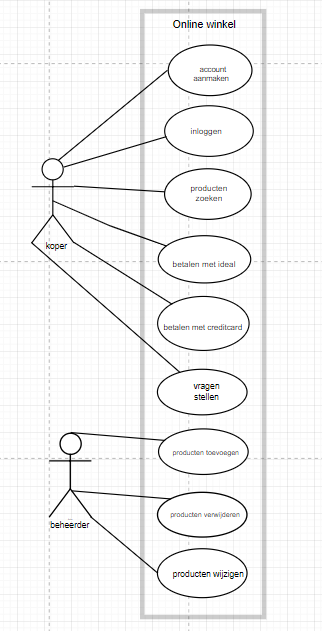 Online winkel
account
aanmaken
inloggen
producten
zoeken
koper
betalen met ideal
betalen met creditcard
vragen
stellen
producten toevoegen
producten verwijderen
beheerder
producten wijzigen